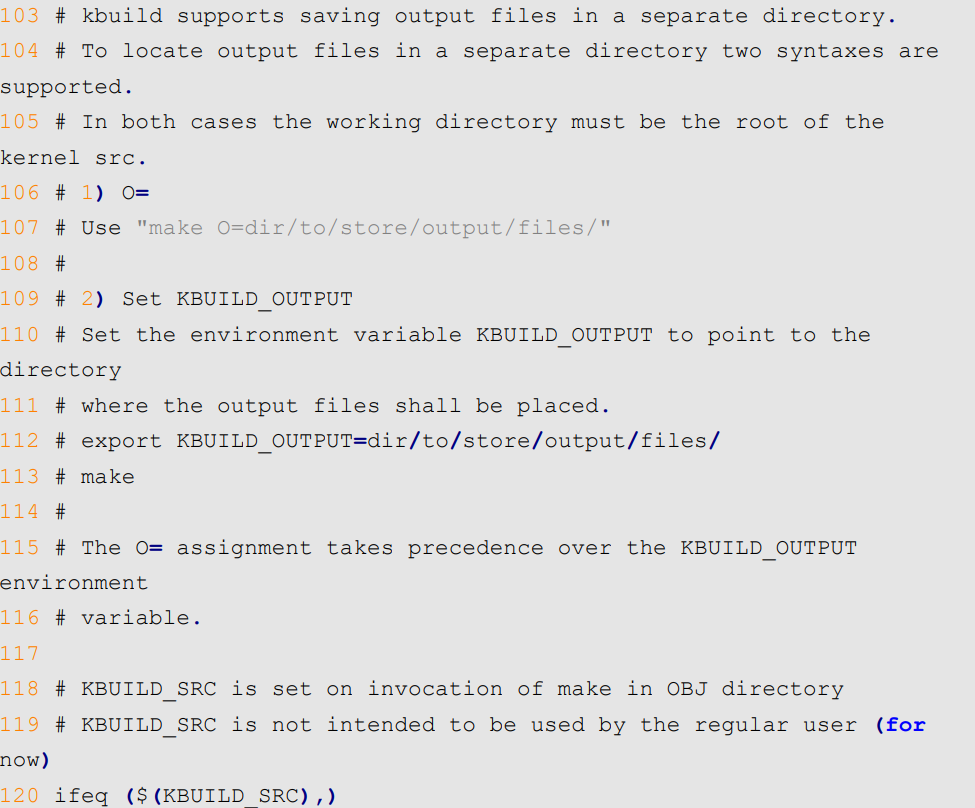 103 # kbuild supports saving output files in a separate directory.
104 # To locate output files in a separate directory two syntaxes are
supported.
105 # In both cases the working directory must be the root of the
kernel src.
106 # 1) O=
107 # Use "make O=dir/to/store/output/files/"
108 #
109 # 2) Set KBUILD_OUTPUT
110 # Set the environment variable KBUILD_OUTPUT to point to the
directory
111 # where the output files shall be placed.
112 # export KBUILD_OUTPUT=dir/to/store/output/files/
113 # make
114 #
115 # The O= assignment takes precedence over the KBUILD_OUTPUT
environment
116 # variable.
117
118 # KBUILD_SRC is set on invocation of make in OBJ directory
119 # KBUILD_SRC is not intended to be used by the regular user (for
now)
120 ifeq ($(KBUILD_SRC),)